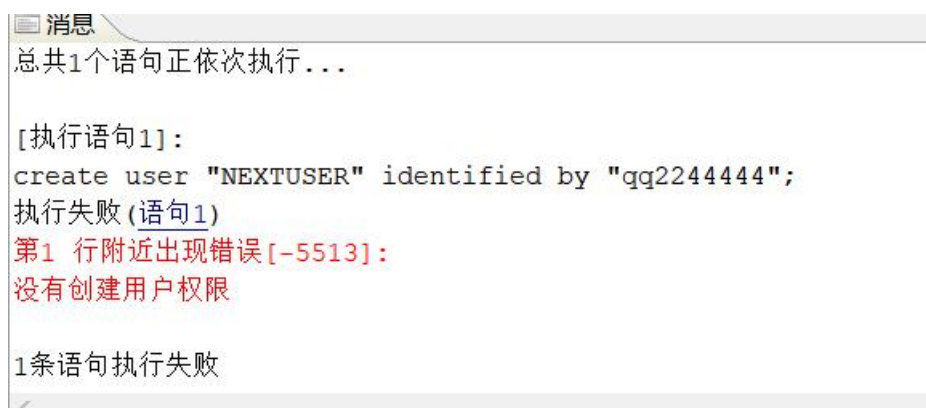 消息
总共1个语句正依次执行...
[执行语句1]:
create user "NEXTUSER" identified by "qq2244444";
执行失败(语句1)
第1 行附近出现错误[-5513]:
没有创建用户权限
1条语句执行失败